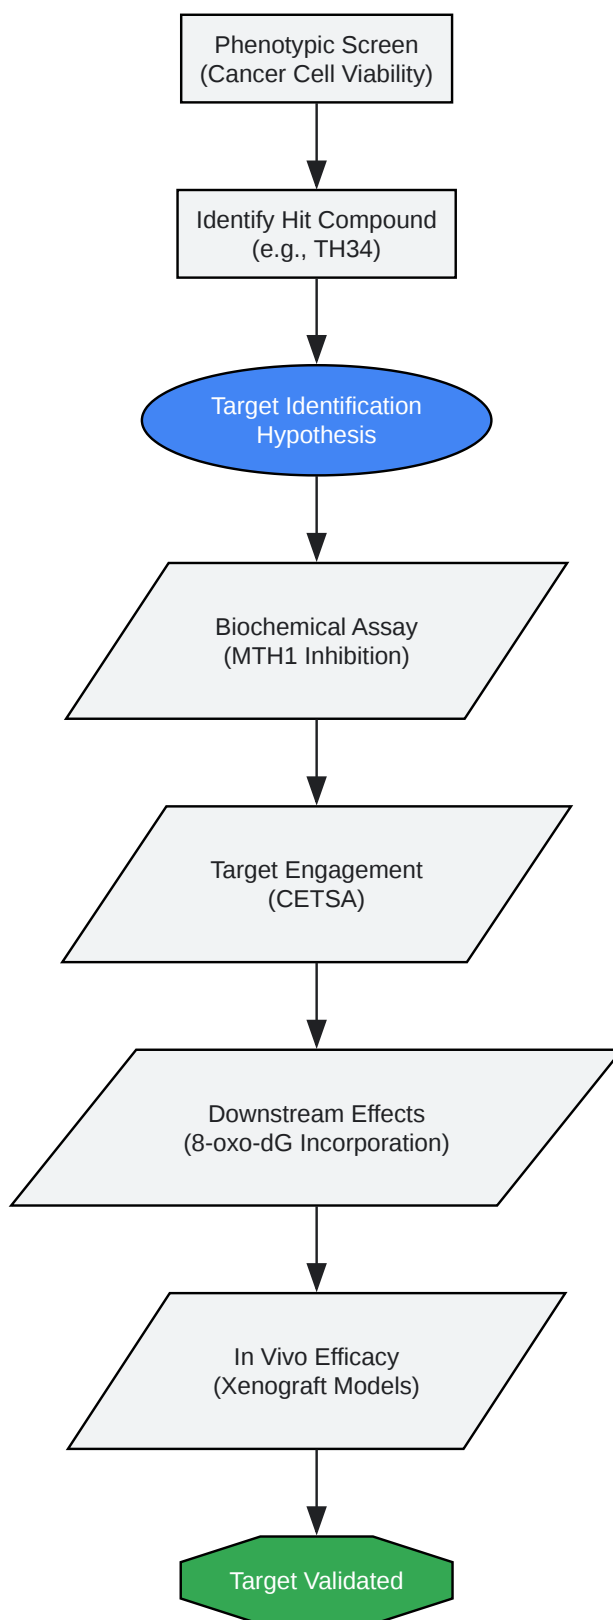 Phenotypic Screen
(Cancer Cell Viability)
Identify Hit Compound
(e.g., TH34)
Target Identification
Hypothesis
Biochemical Assay
(MTH1 Inhibition)
Target Engagement
(CETSA)
Downstream Effects
(8-oxo-dG Incorporation)
In Vivo Efficacy
(Xenograft Models)
Target Validated